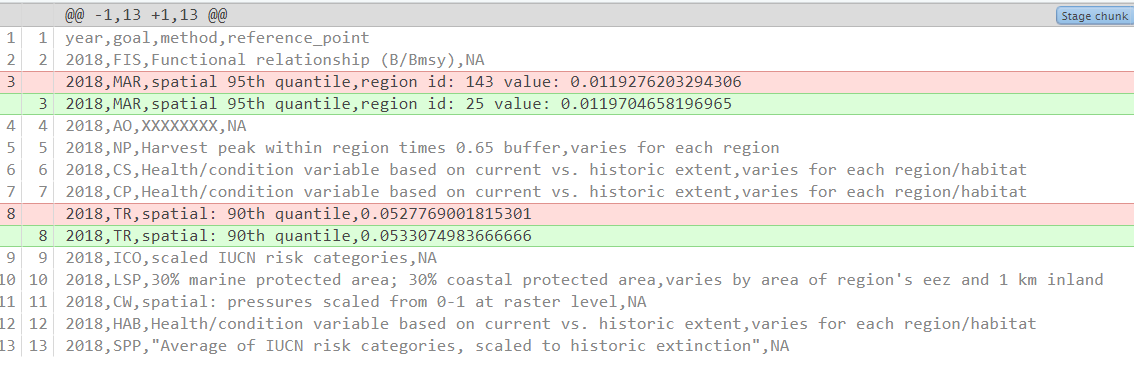 @@ -1,13 +1,13 @@ Stage chunk
1 1 year,goal,method,reference_point
2 2 2018,FIS,Functional relationship (B/Bmsy),NA
3 2018,MAR,spatial 95th quantile,region id: 143 value: 0.0119276203294306
3 2018,MAR,spatial 95th quantile,region id: 25 value: 0.0119704658196965
4 4 2018,AO,XXXXXXXX,NA
5 5 2018,NP,Harvest peak within region times 0.65 buffer,varies for each region
6 6 2018,CS,Health/condition variable based on current vs. historic extent,varies for each region/habitat
7 7 2018,CP,Health/condition variable based on current vs. historic extent,varies for each region/habitat
8 2018,TR,spatial: 90th quantile,0.0527769001815301
8 2018,TR,spatial: 90th quantile,0.0533074983666666
9 9 2018,ICO,scaled IUCN risk categories,NA
10 10 2018,LSP,30% marine protected area; 30% coastal protected area,varies by area of region's eez and 1 km inland
11 11 2018,CW,spatial: pressures scaled from 0-1 at raster level,NA
12 12 2018,HAB,Health/condition variable based on current vs. historic extent,varies for each region/habitat
13 13 2018,SPP,"Average of IUCN risk categories, scaled to historic extinction",NA